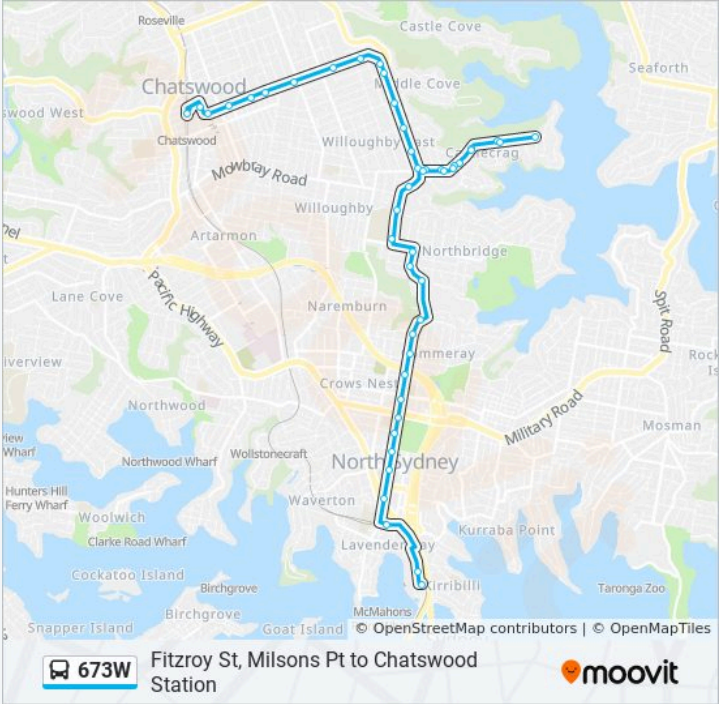 Roseville
Castle Cove
Seaforth
Chatswood
Middle Cove
swood West
Chatswood
Willoughby East
Castlecrag
Mowbray Road
Willoughby
Artarmon
Northbridge
Lane Cove
Pacific Highway
Naremburn
Spit Road
iverview
Cammeray
Crows Nest
Northwood
Military Road
Mosman
view
Wharf
Northwood Wharf
Wollstonecraft
North Sydney
Hunters Hill
Ferry Wharf
Waverton
Woolwich
Kurraba Point
Clarke Road Wharf
Lavender Bay
Cockatoo Island
Birchgrove
Kirribilli
Taronga Zoo
McMahons
Birchgrove
Snapper Island
Goat Island
© OpenStreetMap contributors | © OpenMapTiles
673W
Fitzroy St, Milsons Pt to Chatswood
Station
moovit